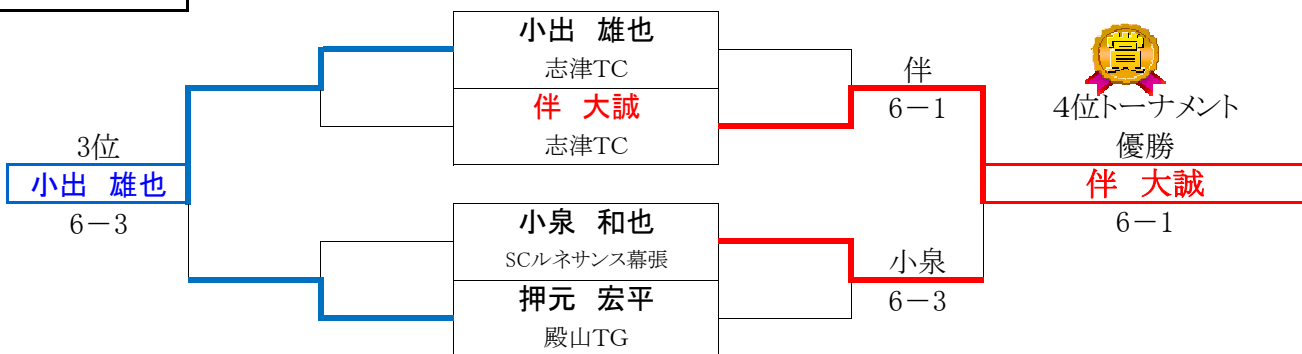 小出　雄也
志津TC
伴　大誠
志津TC
小泉　和也
SCルネサンス幕張
押元　宏平
殿山TG
3位
小出　雄也
6－3
伴
6－1
小泉
6－3
賞
4位トーナメント
優勝
伴　大誠
6－1